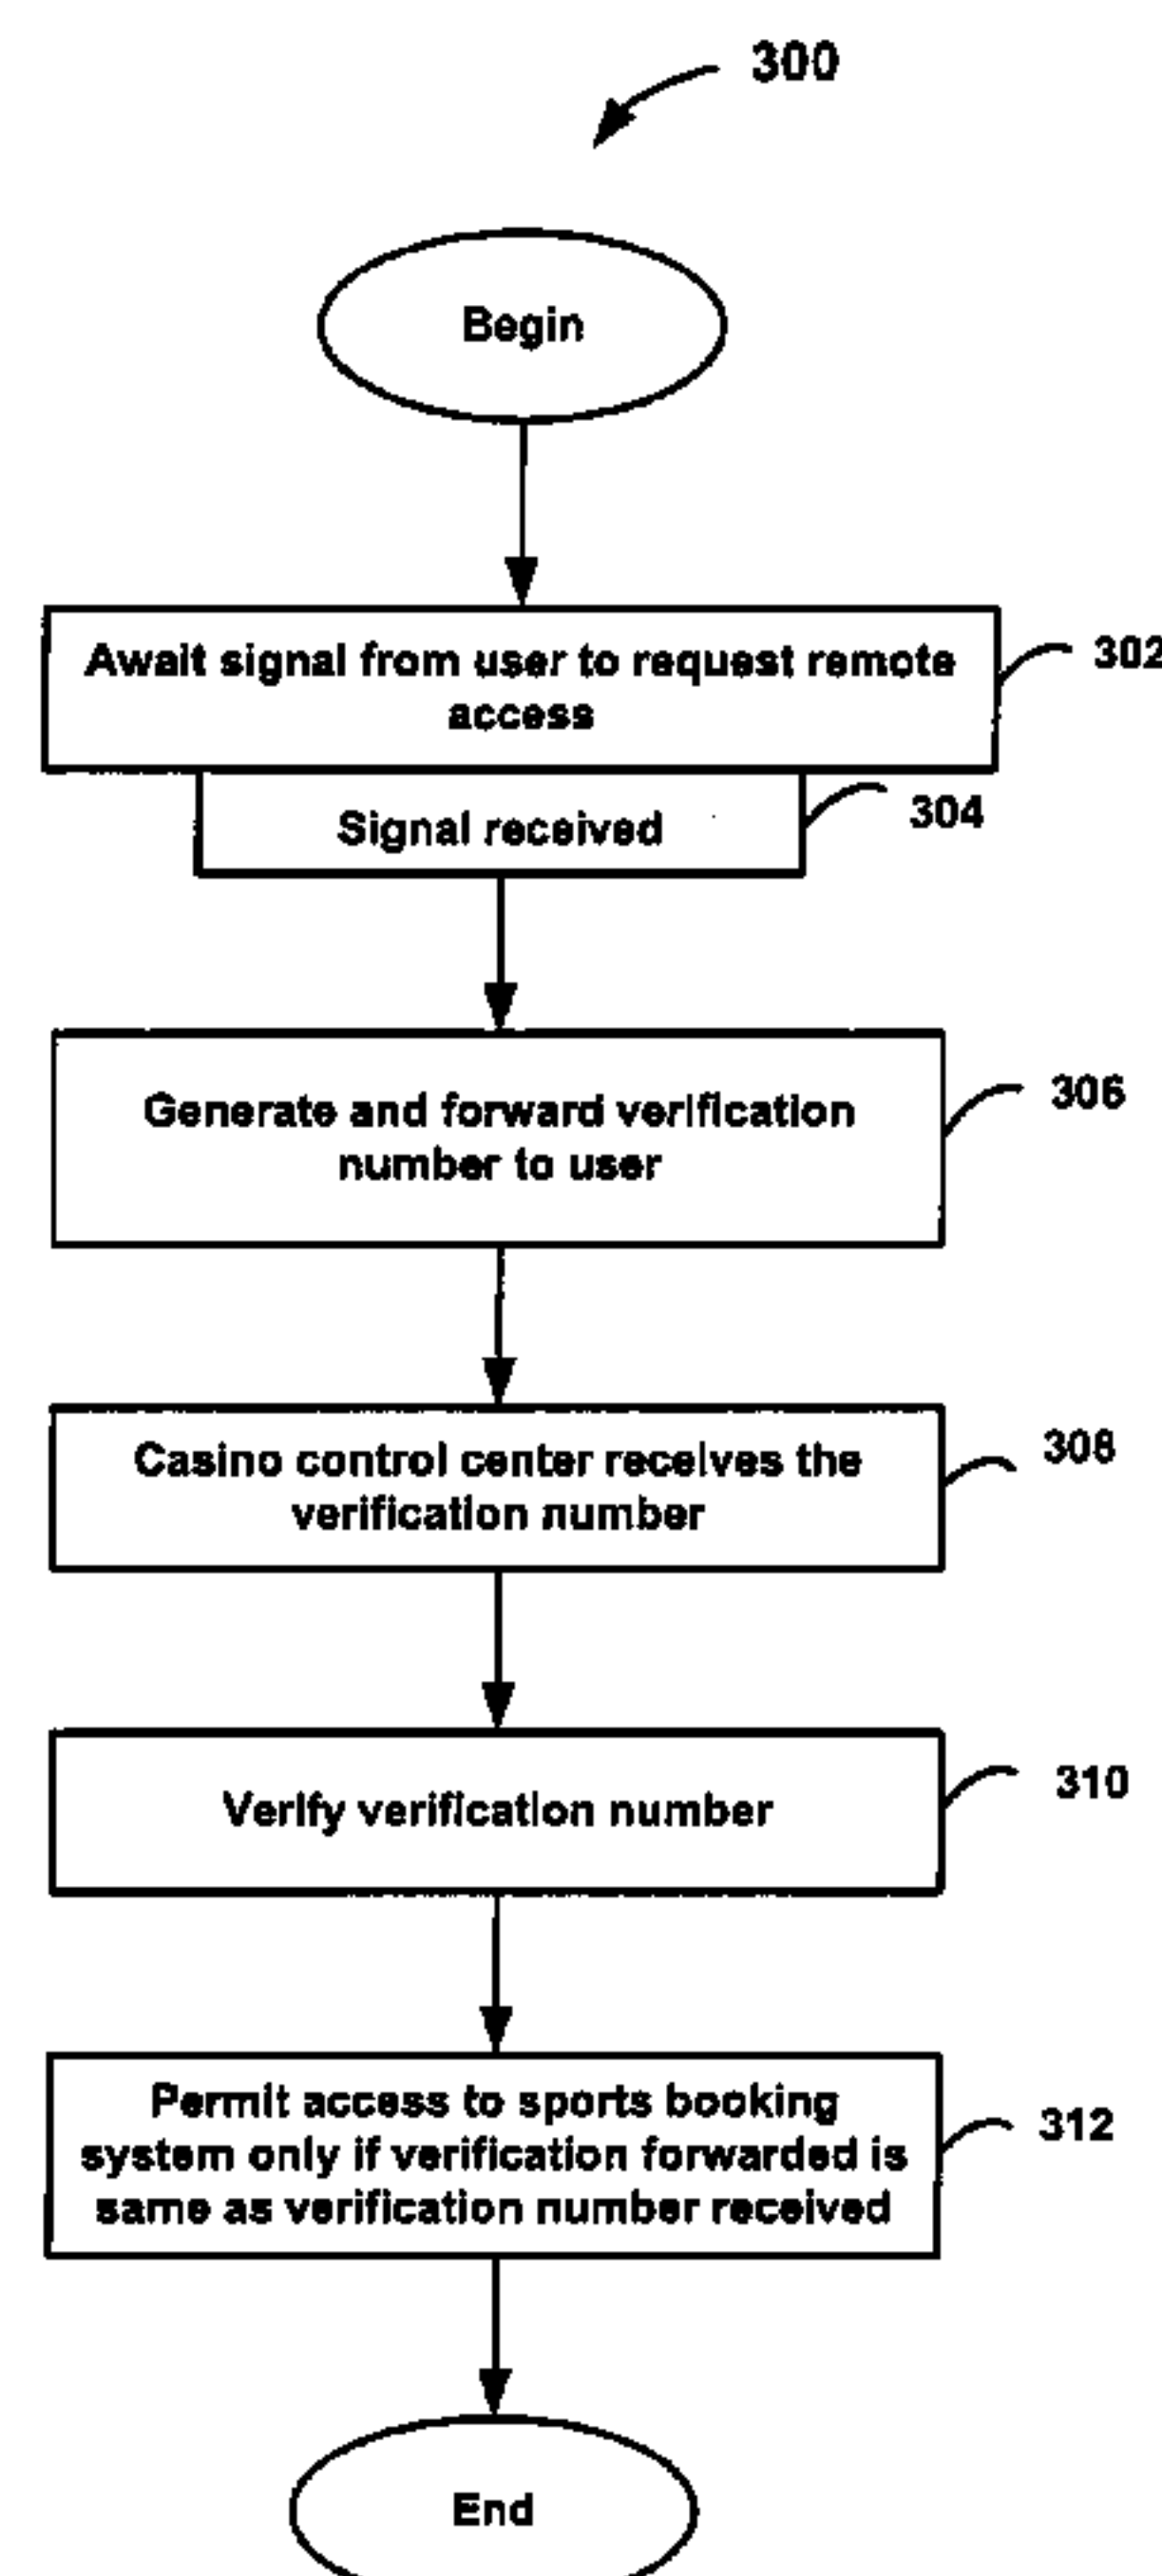 300
Begin
Await signal from user to request remote
access
302
Signal received
304
Generate and forward verification
number to user
306
Casino control center receives the
verification number
308
Verify verification number
310
Permit access to sports booking
system only if verification forwarded is
same as verification number received
312
End